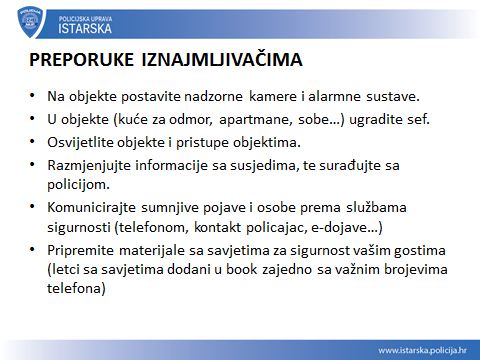 POLICIJSKA UPRAVA
ISTARSKA
PREPORUKE IZNAJMLJIVAČIMA
• Na objekte postavite nadzorne kamere i alarmne sustave.
• U objekte (kuće za odmor, apartmane, sobe…) ugradite sef.
• Osvijetlite objekte i pristupe objektima.
• Razmjenjujte informacije sa susjedima, te surađujte sa
policijom.
• Komunicirajte sumnjive pojave i osobe prema službama
sigurnosti (telefonom, kontakt policajac, e-dojave…)
• Pripremite materijale sa savjetima za sigurnost vašim gostima
(letci sa savjetima dodani u book zajedno sa važnim brojevima
telefona)
www.istarska.policija.hr